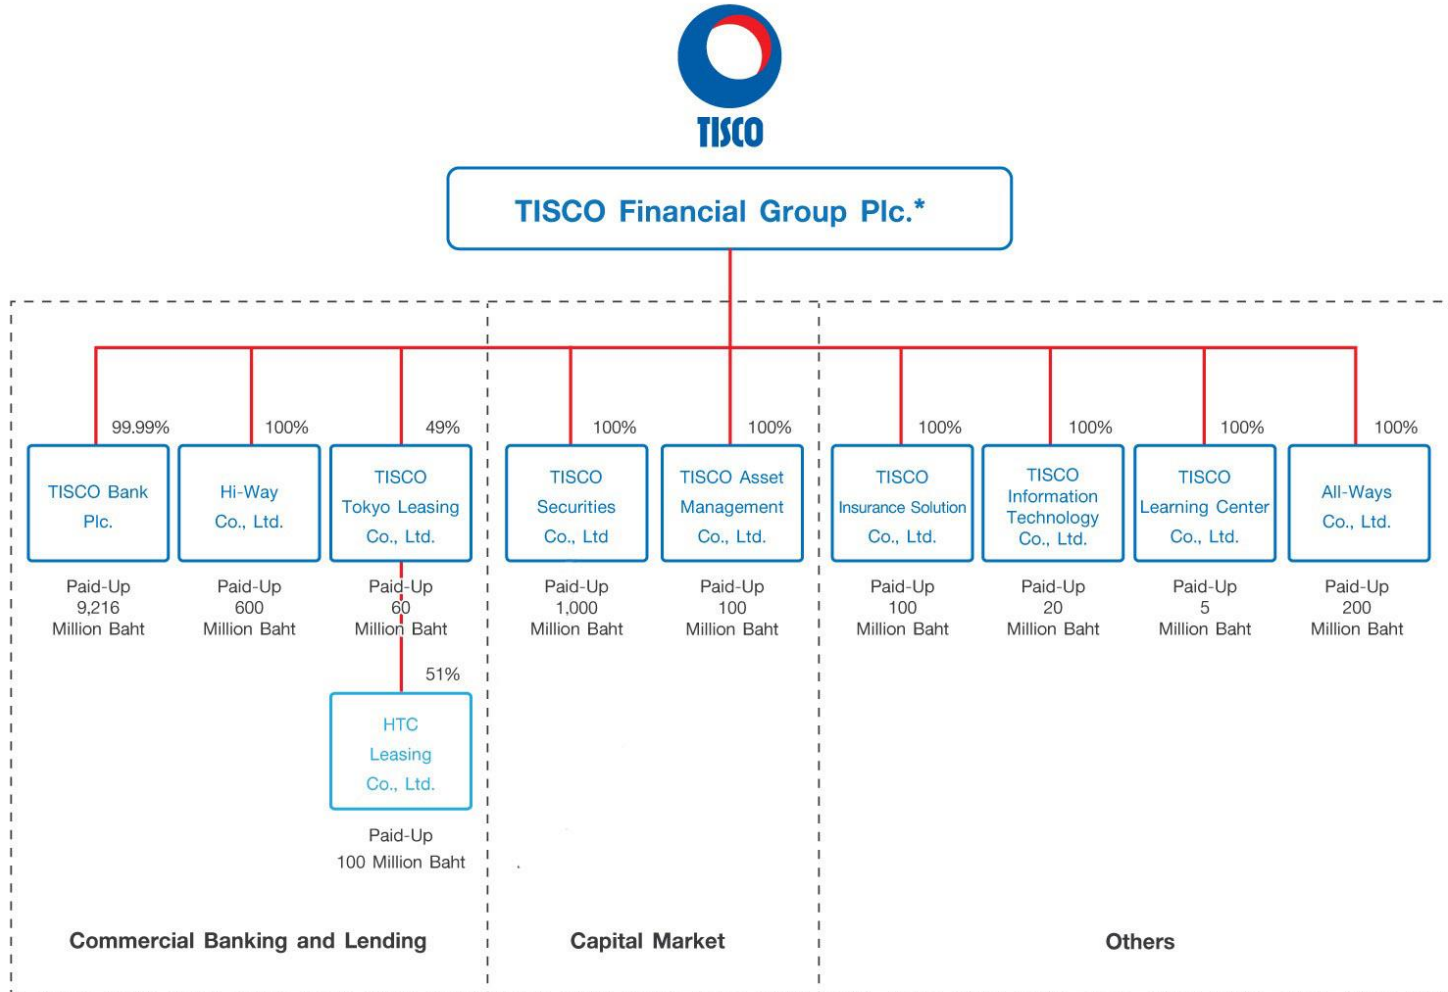 TISCO
TISCO Financial Group Plc.*
99.99%
TISCO Bank
Plc.
Paid-Up
9,216
Million Baht
100%
Hi-Way
Co., Ltd.
Paid-Up
600
Million Baht
49%
TISCO
Tokyo Leasing
Co., Ltd.
Paid-Up
60
Million Baht
51%
HTC
Leasing
Co., Ltd.
Paid-Up
100 Million Baht
Commercial Banking and Lending
100%
TISCO
Securities
Co., Ltd
Paid-Up
1,000
Million Baht
100%
TISCO Asset
Management
Co., Ltd.
Paid-Up
100
Million Baht
Capital Market
100%
TISCO
Insurance Solution
Co., Ltd.
Paid-Up
100
Million Baht
100%
TISCO
Information
Technology
Co., Ltd.
Paid-Up
20
Million Baht
100%
TISCO
Learning Center
Co., Ltd.
Paid-Up
5
Million Baht
100%
All-Ways
Co., Ltd.
Paid-Up
200
Million Baht
Others